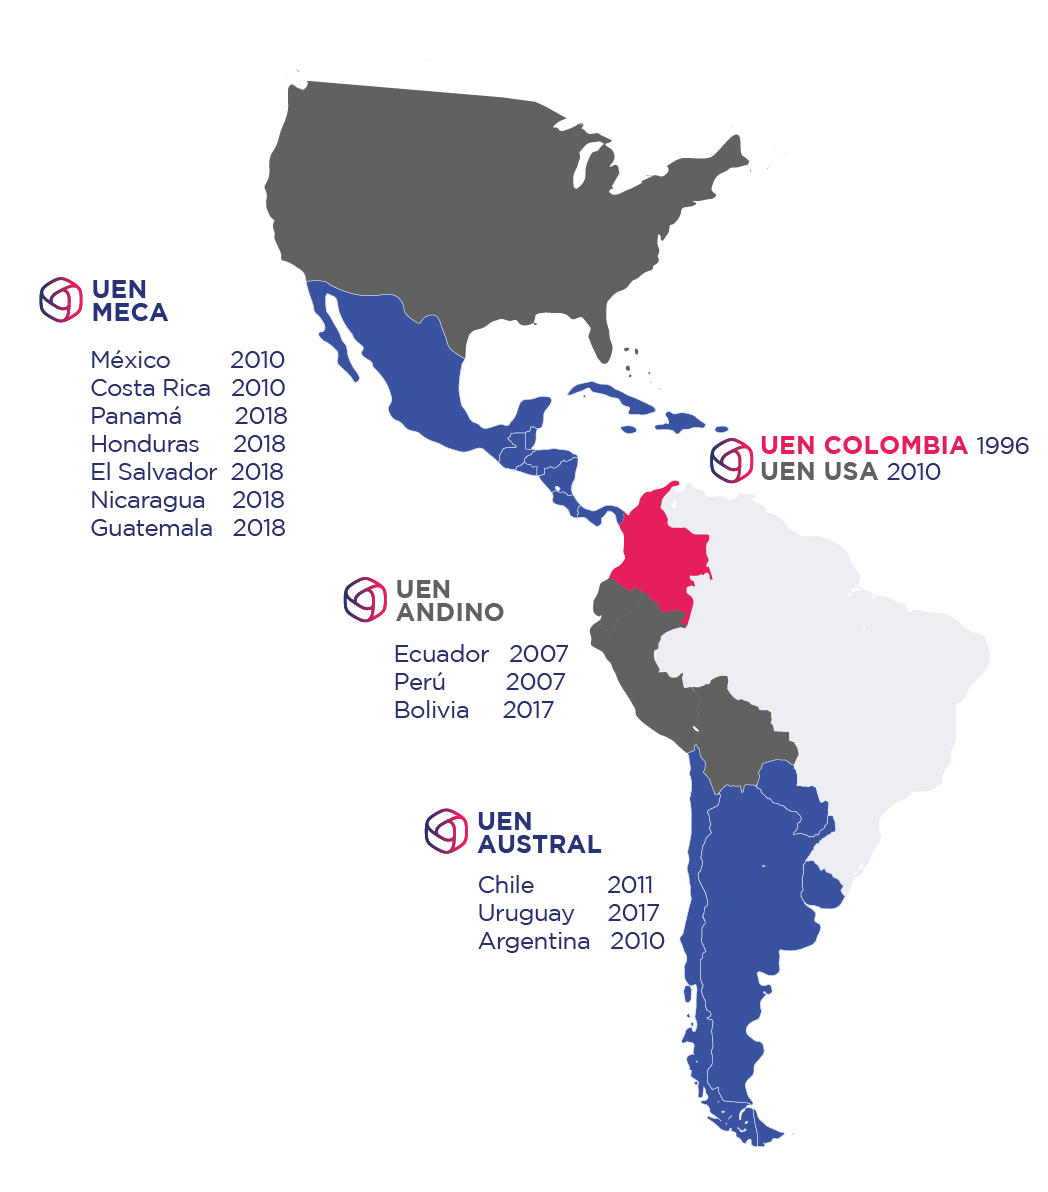 UEN
MECA
México 2010
Costa Rica 2010
Panamá 2018
Honduras 2018
El Salvador 2018
Nicaragua 2018
Guatemala 2018
UEN COLOMBIA 1996
UEN USA 2010
UEN
ANDINO
Ecuador 2007
Perú 2007
Bolivia 2017
UEN
AUSTRAL
Chile 2011
Uruguay 2017
Argentina 2010